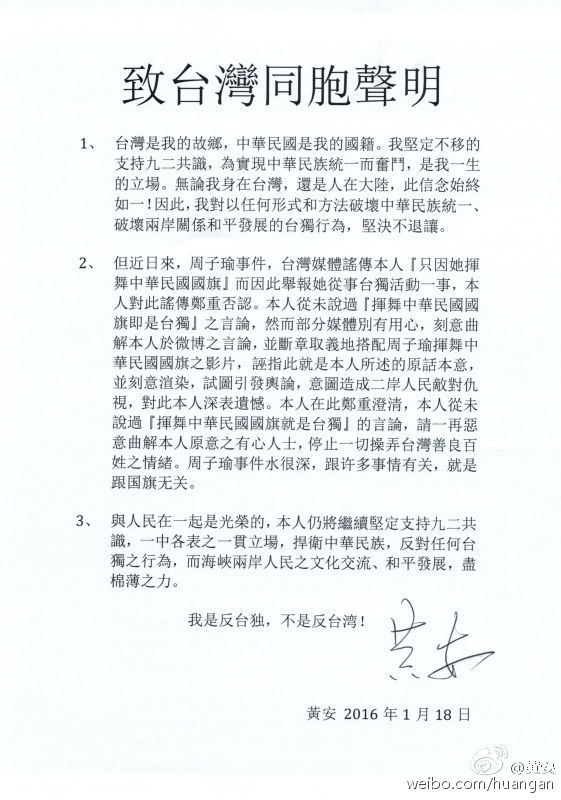 致台灣同胞聲明
1、 台灣是我的故鄉，中華民國是我的國籍。我堅定不移的
支持九二共識，為實現中華民族統一而奮鬥，是我一生
的立場。無論我身在台灣，還是人在大陸，此信念始終
如一！因此，我對以任何形式和方法破壞中華民族統一、
破壞兩岸關係和平發展的台獨行為，堅決不退讓。
2、 但近日來，周子瑜事件，台灣媒體謠傳本人『只因她揮
舞中華民國國旗』而因此舉報她從事台獨活動一事，本
人對此謠傳鄭重否認。本人從未說過『揮舞中華民國國
旗即是台獨』之言論，然而部分媒體別有用心，刻意曲
解本人於微博之言論，並斷章取義地搭配周子瑜揮舞中
華民國國旗之影片，誣指此就是本人所述的原話本意，
並刻意渲染，試圖引發輿論，意圖造成二岸人民敵對仇
視，對此本人深表遺憾。本人在此鄭重澄清，本人從未
說過『揮舞中華民國國旗就是台獨』的言論，請一再惡
意曲解本人原意之有心人士，停止一切操弄台灣善良百
姓之情緒。周子瑜事件水很深，跟许多事情有关，就是
跟国旗无关。
3、 與人民在一起是光榮的，本人仍將繼續堅定支持九二共
識，一中各表之一貫立場，捍衛中華民族，反對任何台
獨之行為，而海峽兩岸人民之文化交流、和平發展，盡
棉薄之力。
我是反台独，不是反台湾！
黃安
黃安 2016 年 1 月 18 日
@黄安
weibo.com/huangan